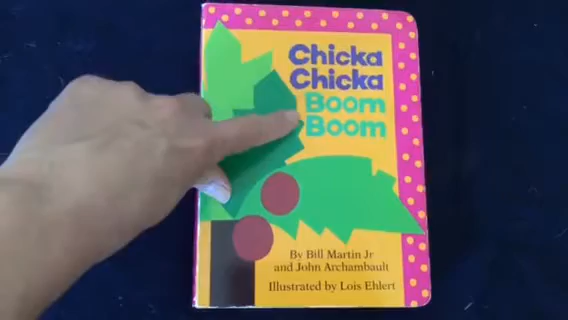 Chicka
Chicka
Boom
Boom
By Bill Martin Jr
and John Archambault
Illustrated by Lois Ehlert